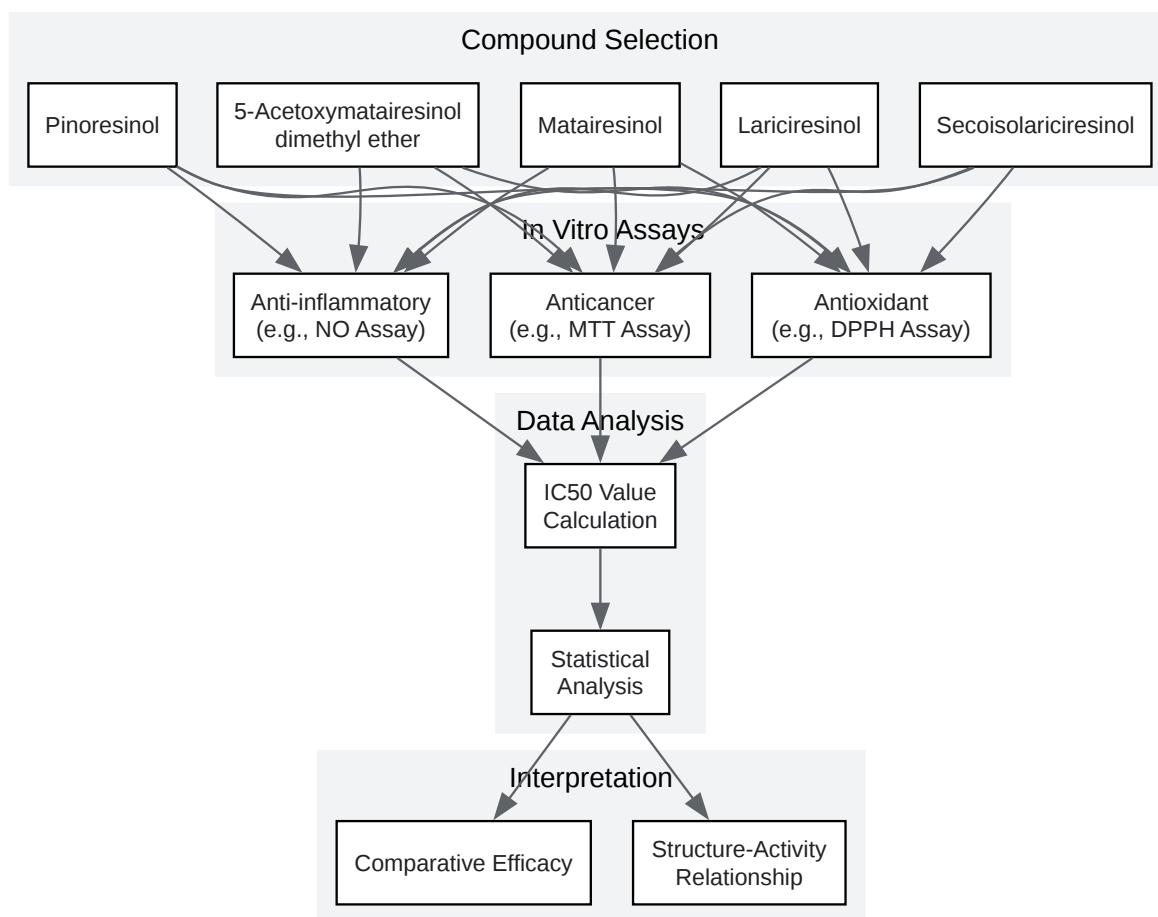 Compound Selection
Pinoresinol
5-Acetoxymatairesinol
dimethyl ether
Matairesinol
Lariciresinol
Secoisolariciresinol
In Vitro Assays
Anti-inflammatory
(e.g., NO Assay)
Anticancer
(e.g., MTT Assay)
Antioxidant
(e.g., DPPH Assay)
Data Analysis
IC50 Value
Calculation
Statistical
Analysis
Interpretation
Comparative Efficacy
Structure-Activity
Relationship